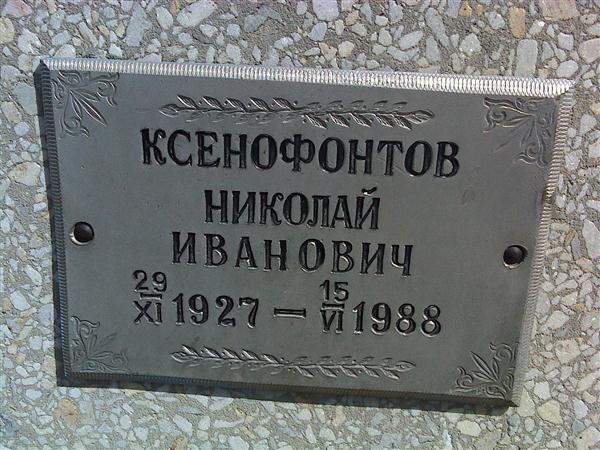 КСЕНОФОНТОВ
НИКОЛАЙ
ИВАНОВИЧ
29/XI 1927 — 15/VI 1988